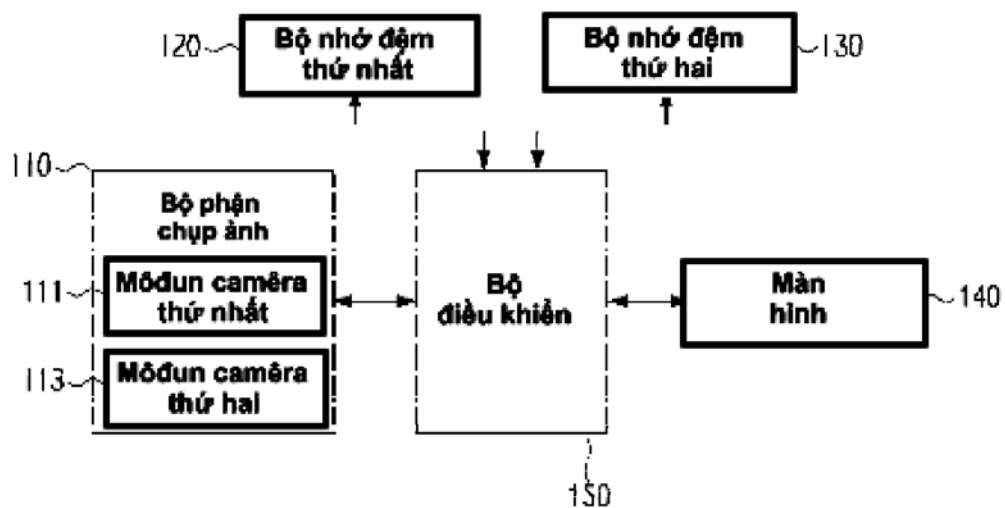 120
Bộ nhớ đệm
thứ nhất
Bộ nhớ đệm
thứ hai
130
110
Bộ phận
chụp ảnh
111
Môđun camêra
thứ nhất
113
Môđun camêra
thứ hai
Bộ
điều khiển
Màn
hình
140
150